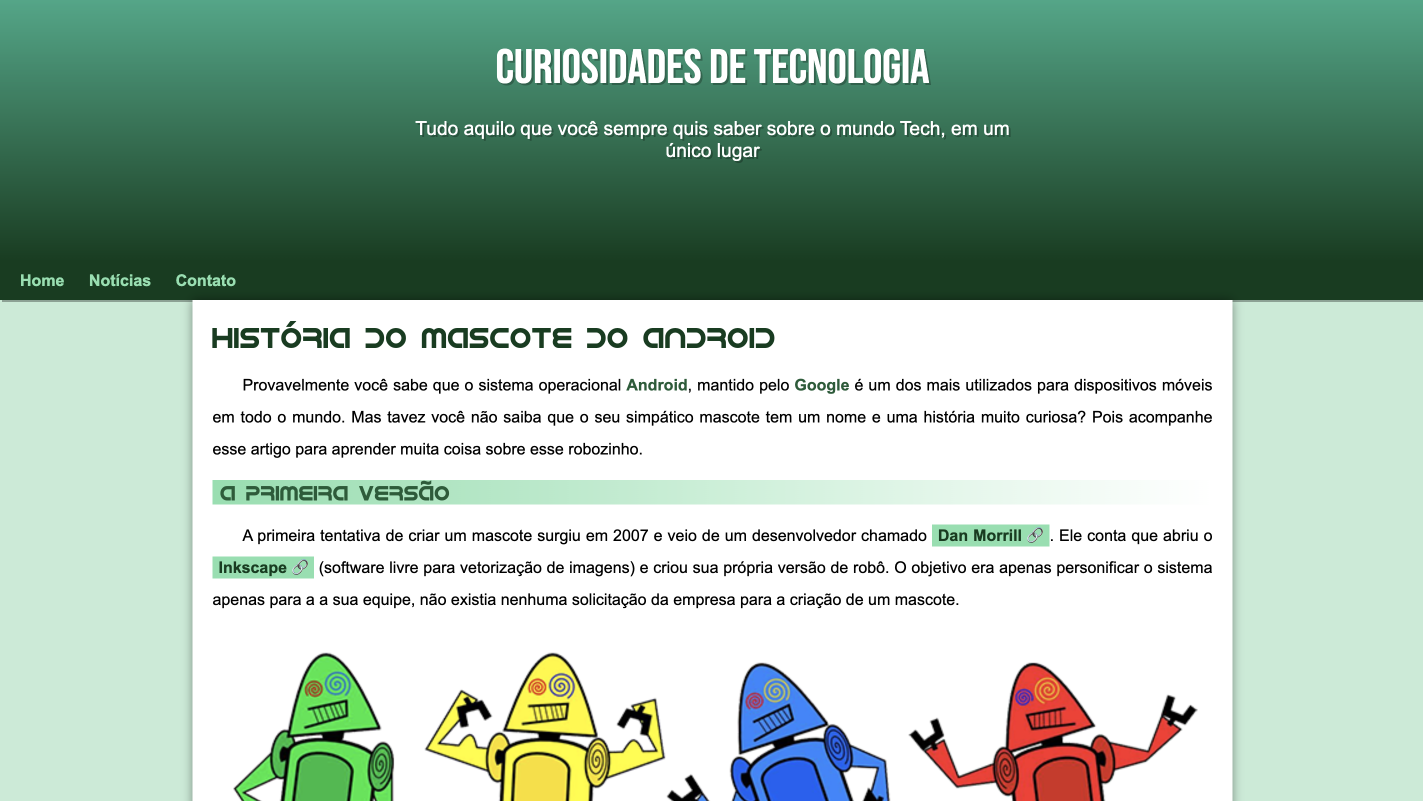 CURIOSIDADES DE TECNOLOGIA
Tudo aquilo que você sempre quis saber sobre o mundo Tech, em um
único lugar
Home Notícias Contato
HISTÓRIA DO MASCOTE DO ANDROID
Provavelmente você sabe que o sistema operacional Android, mantido pelo Google é um dos mais utilizados para dispositivos móveis
em todo o mundo. Mas tavez você não saiba que o seu simpático mascote tem um nome e uma história muito curiosa? Pois acompanhe
esse artigo para aprender muita coisa sobre esse robozinho.
A PRIMEIRA VERSÃO
A primeira tentativa de criar um mascote surgiu em 2007 e veio de um desenvolvedor chamado Dan Morrill 🔗. Ele conta que abriu o
Inkscape 🔗 (software livre para vetorização de imagens) e criou sua própria versão de robô. O objetivo era apenas personificar o sistema
apenas para a a sua equipe, não existia nenhuma solicitação da empresa para a criação de um mascote.